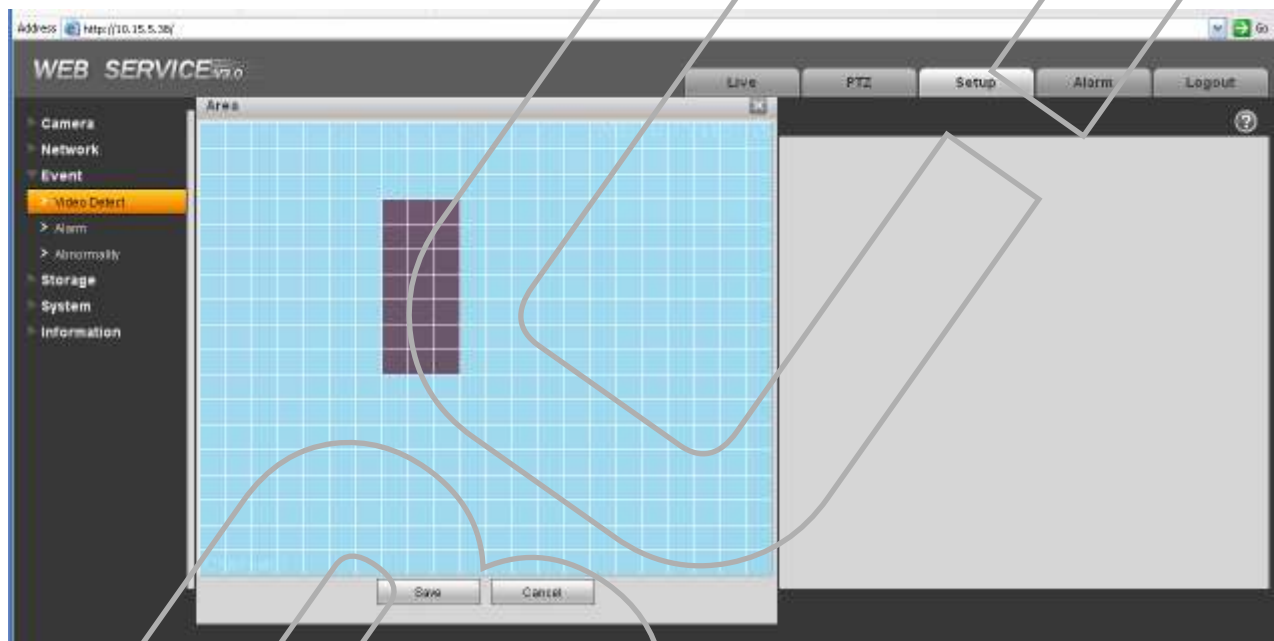 Address http://10.15.5.38/ Go
WEB SERVICE V3.0
Live PTZ Setup Alarm Logout
Area
Camera
Network
Event
> Video Detect
> Alarm
> Abnormality
Storage
System
Information
Save Cancel